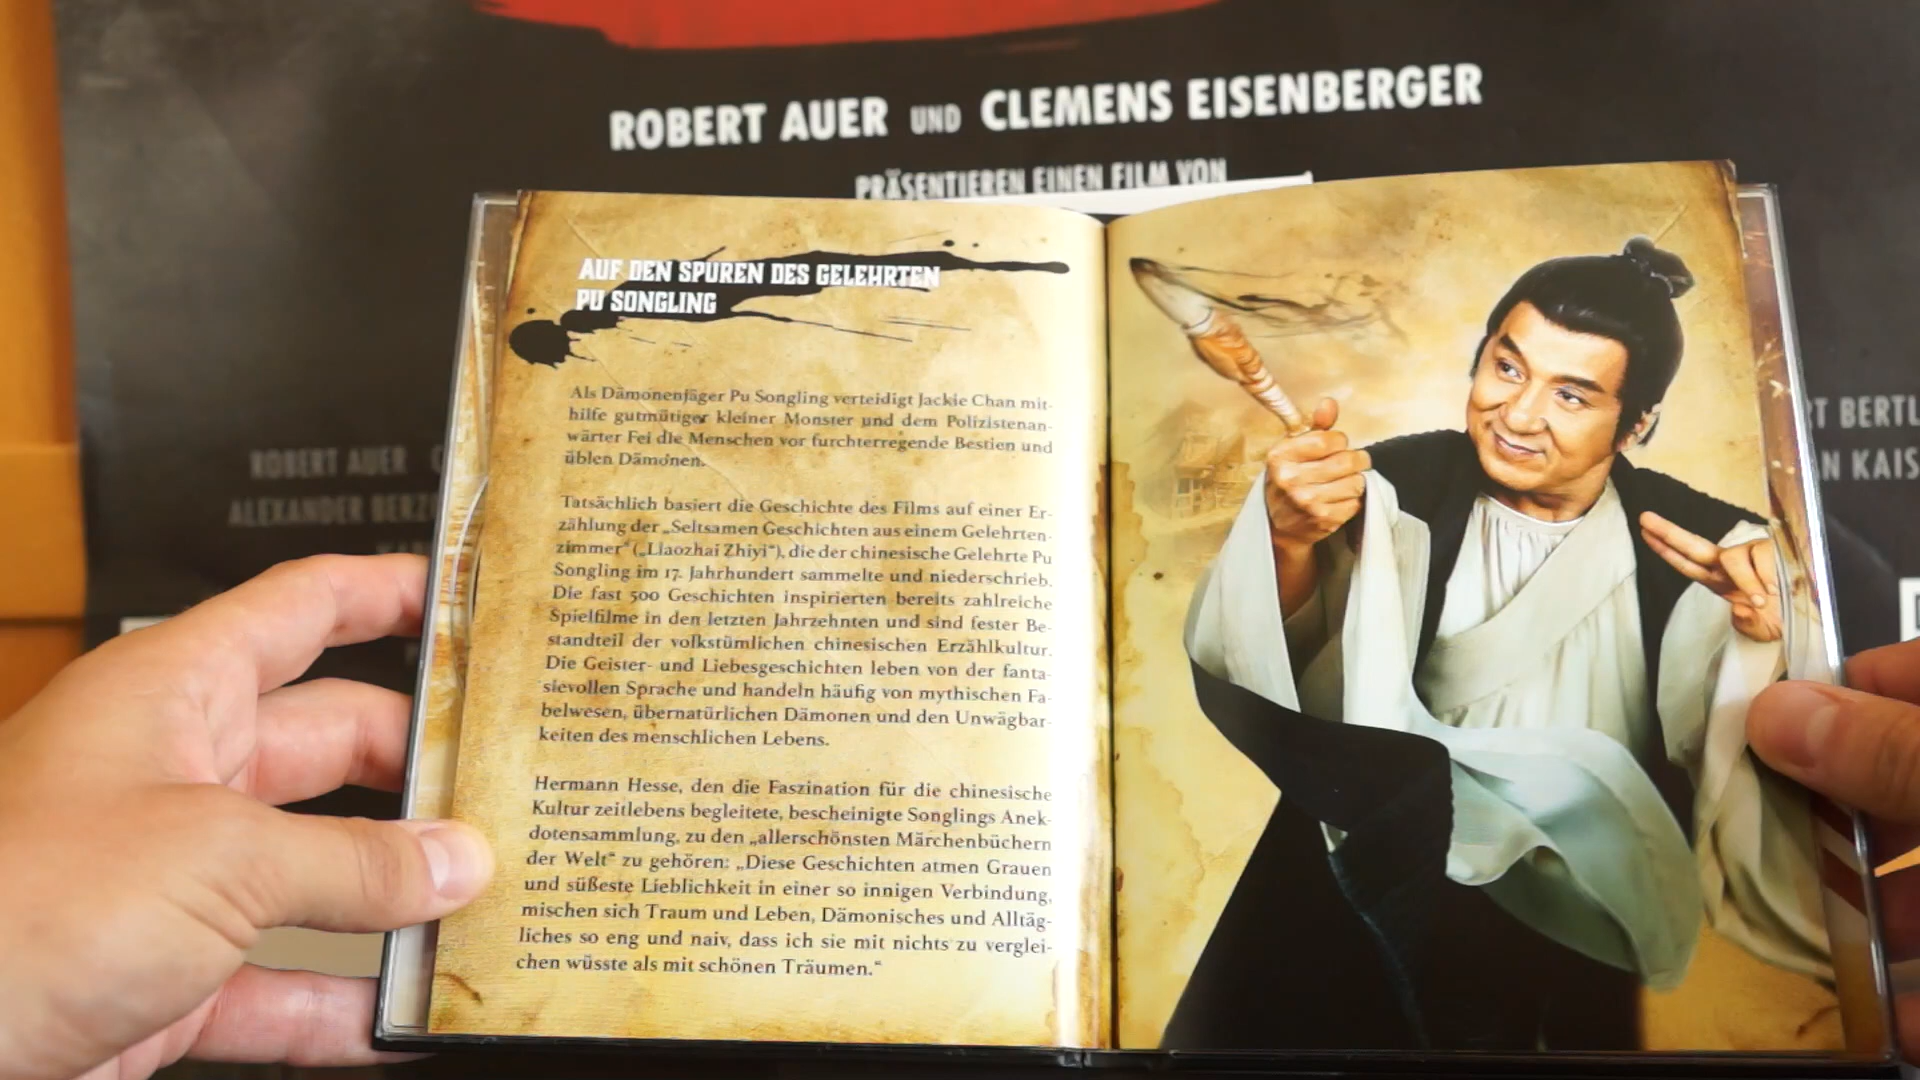 ROBERT AUER UND CLEMENS EISENBERGER
PRÄSENTIEREN EINEN FILM VON
AUF DEN SPUREN DES GELEHRTEN
PU SONGLING
Als Dämonenjäger Pu Songling verteidigt Jackie Chan mit-
hilfe gutmütiger kleiner Monster und dem Polizistenan-
wärter Fei die Menschen vor furchterregende Bestien und
üblen Dämonen.
Tatsächlich basiert die Geschichte des Films auf einer Er-
zählung der „Seltsamen Geschichten aus einem Gelehrten-
zimmer“ („Liaozhai Zhiyi“), die der chinesische Gelehrte Pu
Songling im 17. Jahrhundert sammelte und niederschrieb.
Die fast 500 Geschichten inspirierten bereits zahlreiche
Spielfilme in den letzten Jahrzehnten und sind fester Be-
standteil der volkstümlichen chinesischen Erzählkultur.
Die Geister- und Liebesgeschichten leben von der fanta-
sievollen Sprache und handeln häufig von mythischen Fa-
belwesen, übernatürlichen Dämonen und den Unwägbar-
keiten des menschlichen Lebens.
Hermann Hesse, den die Faszination für die chinesische
Kultur zeitlebens begleitete, bescheinigte Songlings Anek-
dotensammlung, zu den „allerschönsten Märchenbüchern
der Welt“ zu gehören: „Diese Geschichten atmen Grauen
und süßeste Lieblichkeit in einer so innigen Verbindung,
mischen sich Traum und Leben, Dämonisches und Alltäg-
liches so eng und naiv, dass ich sie mit nichts zu verglei-
chen wüsste als mit schönen Träumen.“
ROBERT AUER
ALEXANDER
BERTL
KAIS